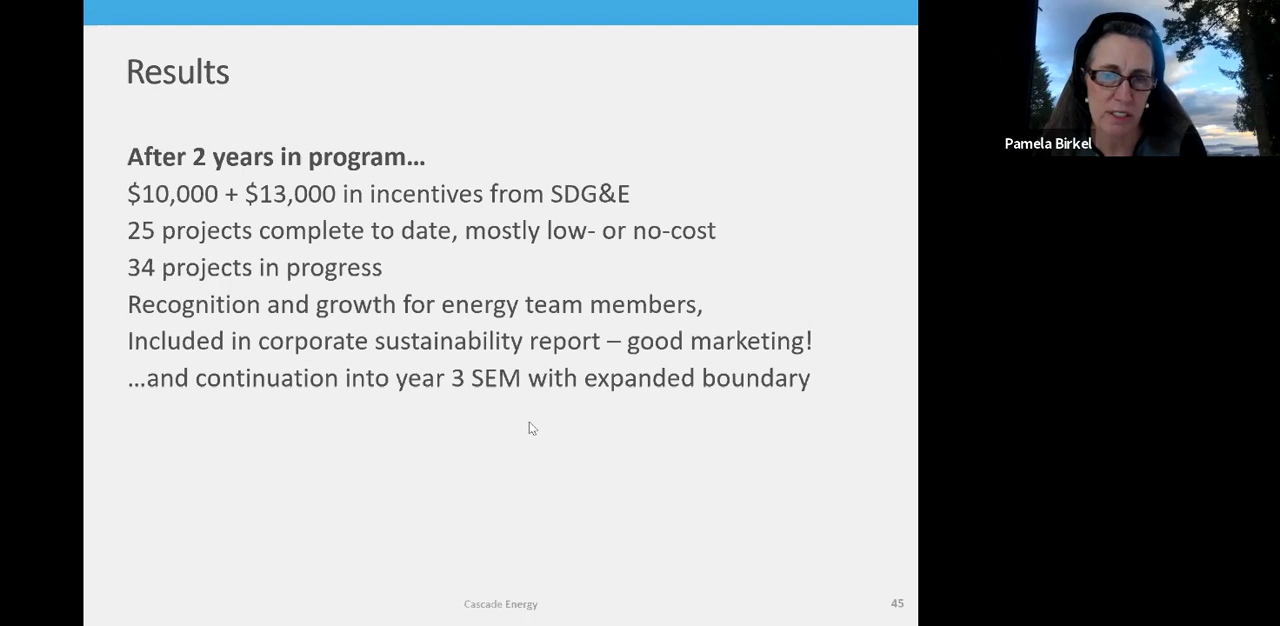 Results
After 2 years in program…
$10,000 + $13,000 in incentives from SDG&E
25 projects complete to date, mostly low- or no-cost
34 projects in progress
Recognition and growth for energy team members,
Included in corporate sustainability report – good marketing!
…and continuation into year 3 SEM with expanded boundary
Cascade Energy
45
Pamela Birkel